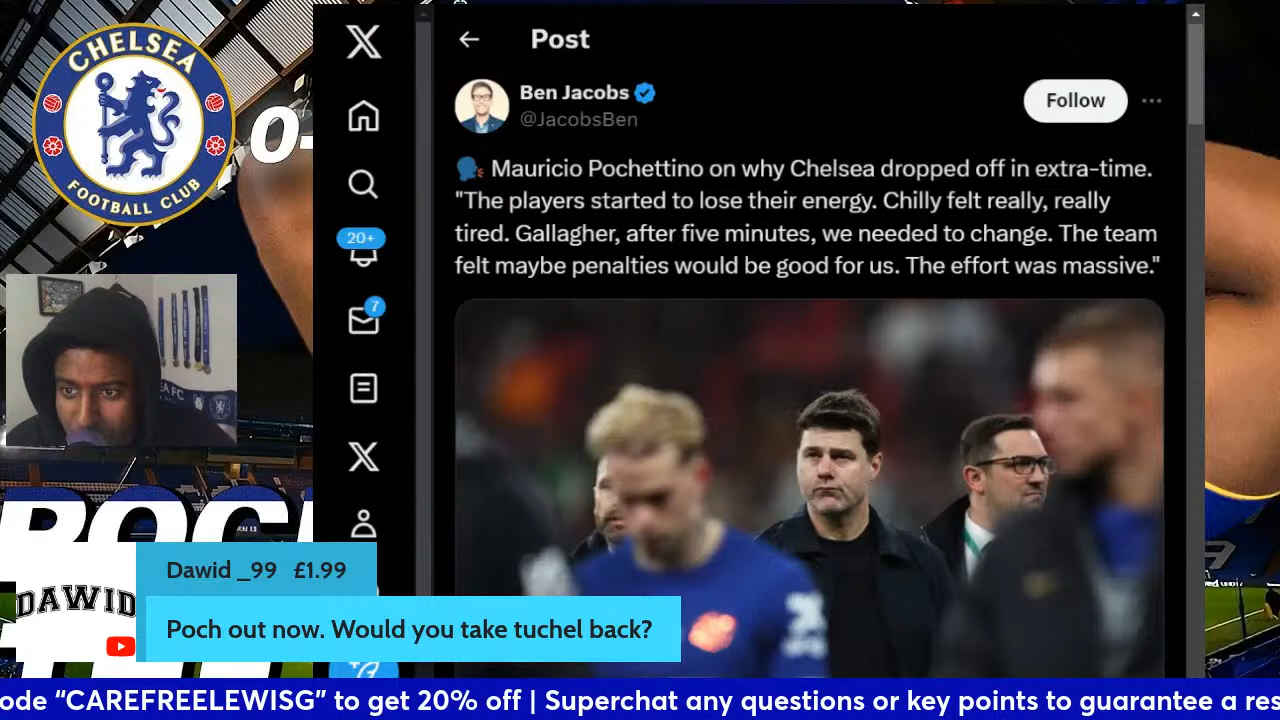 CHELSEA
FOOTBALL CLUB
0-
Post
Ben Jacobs
@JacobsBen
Follow
🗣️ Mauricio Pochettino on why Chelsea dropped off in extra-time.
"The players started to lose their energy. Chilly felt really, really
tired. Gallagher, after five minutes, we needed to change. The team
felt maybe penalties would be good for us. The effort was massive."
20+
7
Dawid _99 £1.99
DAWID
Poch out now. Would you take tuchel back?
ode “CAREFREELEWISG” to get 20% off | Superchat any questions or key points to guarantee a res